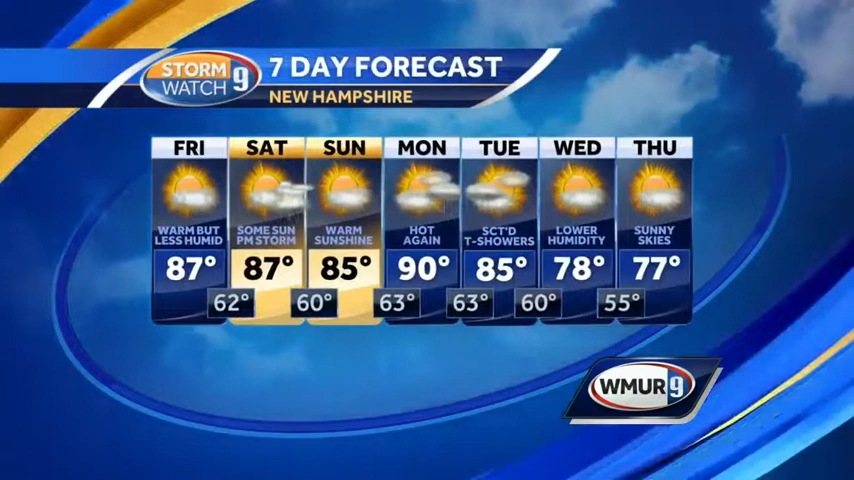 STORM
WATCH 9
7 DAY FORECAST
NEW HAMPSHIRE
FRI SAT SUN MON TUE WED THU
WARM BUT SOME SUN WARM HOT SCT'D LOWER SUNNY
LESS HUMID PM STORM SUNSHINE AGAIN T-SHOWERS HUMIDITY SKIES
87° 87° 85° 90° 85° 78° 77°
62° 60° 63° 63° 60° 55°
WMUR 9